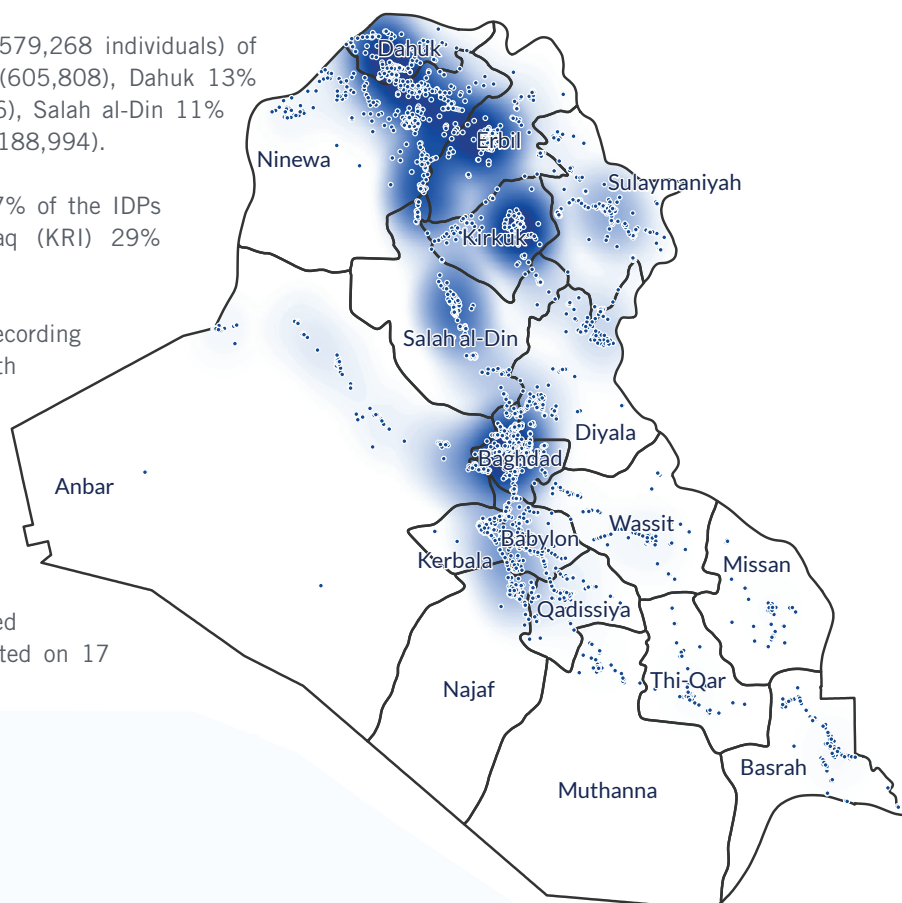 579,268 individuals) of
(605,808), Dahuk 13%
6), Salah al-Din 11%
188,994).
7% of the IDPs
aq (KRI) 29%
ecording
th
ed
ted on 17
Dahuk
Erbil
Ninewa
Sulaymaniyah
Kirkuk
Salah al-Din
Diyala
Baghdad
Anbar
Wassit
Babylon
Kerbala
Missan
Qadissiya
Thi-Qar
Najaf
Basrah
Muthanna